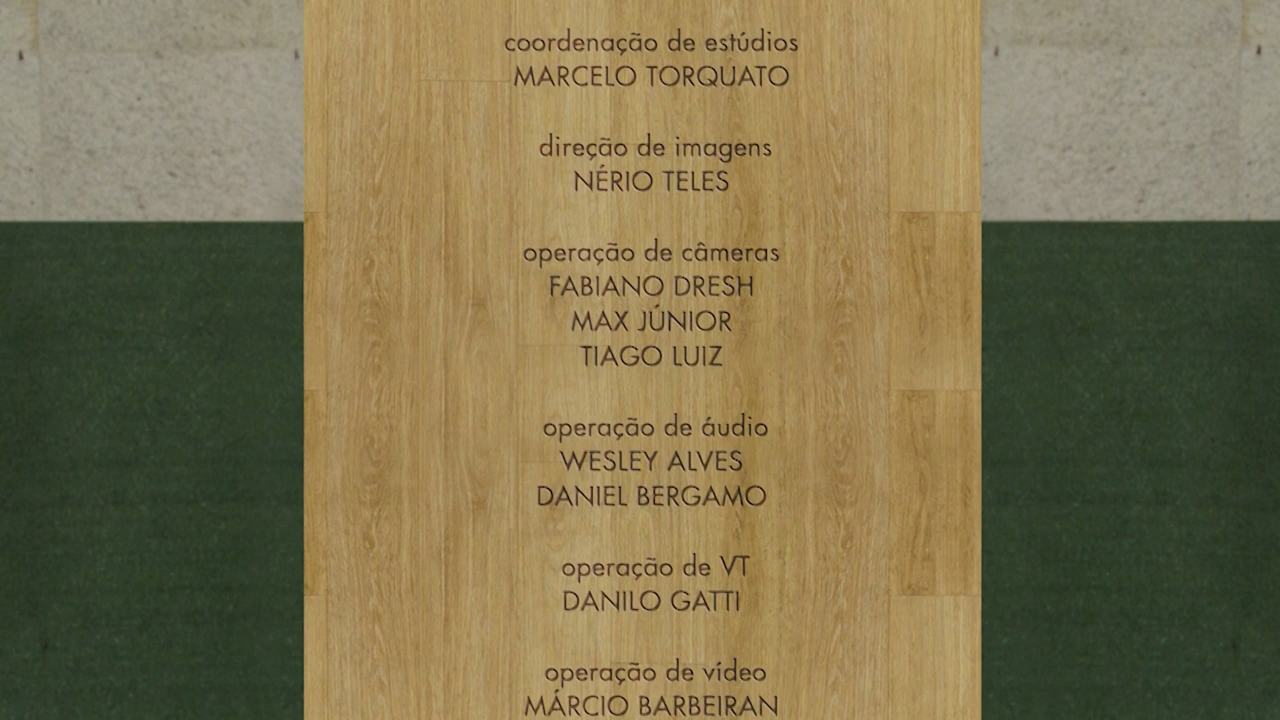 coordenação de estúdios
MARCELO TORQUATO
direção de imagens
NÉRIO TELES
operação de câmeras
FABIANO DRESH
MAX JÚNIOR
TIAGO LUIZ
operação de áudio
WESLEY ALVES
DANIEL BERGAMO
operação de VT
DANILO GATTI
operação de vídeo
MÁRCIO BARBEIRAN